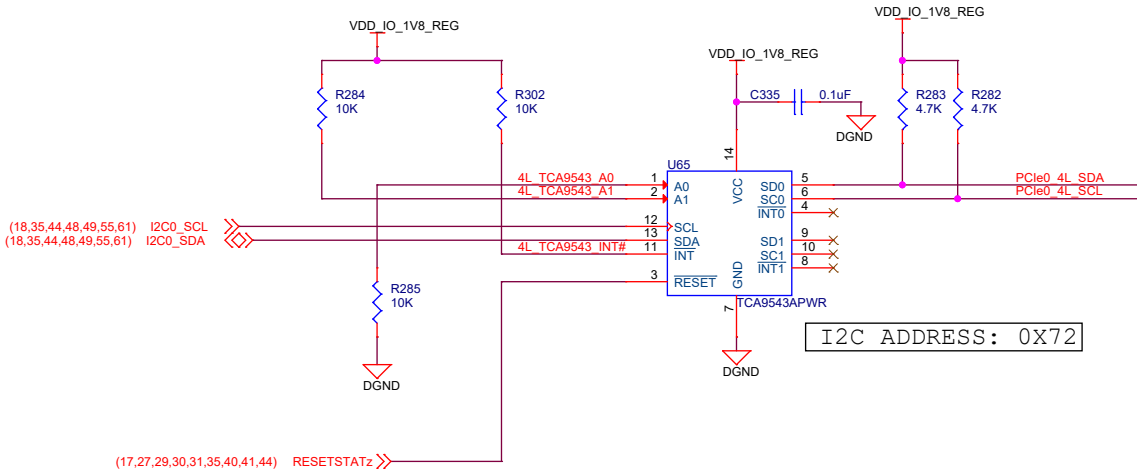 VDD_IO_1V8_REG
VDD_IO_1V8_REG
VDD_IO_1V8_REG
R284
10K
R302
10K
C335
0.1uF
DGND
R283
4.7K
R282
4.7K
U65
14
VCC
4L_TCA9543_A0
1
A0
4L_TCA9543_A1
2
A1
(18,35,44,48,49,55,61) I2C0_SCL
12
SCL
(18,35,44,48,49,55,61) I2C0_SDA
13
SDA
4L_TCA9543_INT#
11
INT
3
RESET
SD0
5
PCIe0_4L_SDA
SC0
6
PCIe0_4L_SCL
INT0
4
SD1
9
SC1
10
INT1
8
GND
7
TCA9543APWR
DGND
R285
10K
DGND
I2C ADDRESS: 0X72
(17,27,29,30,31,35,40,41,44) RESETSTATz